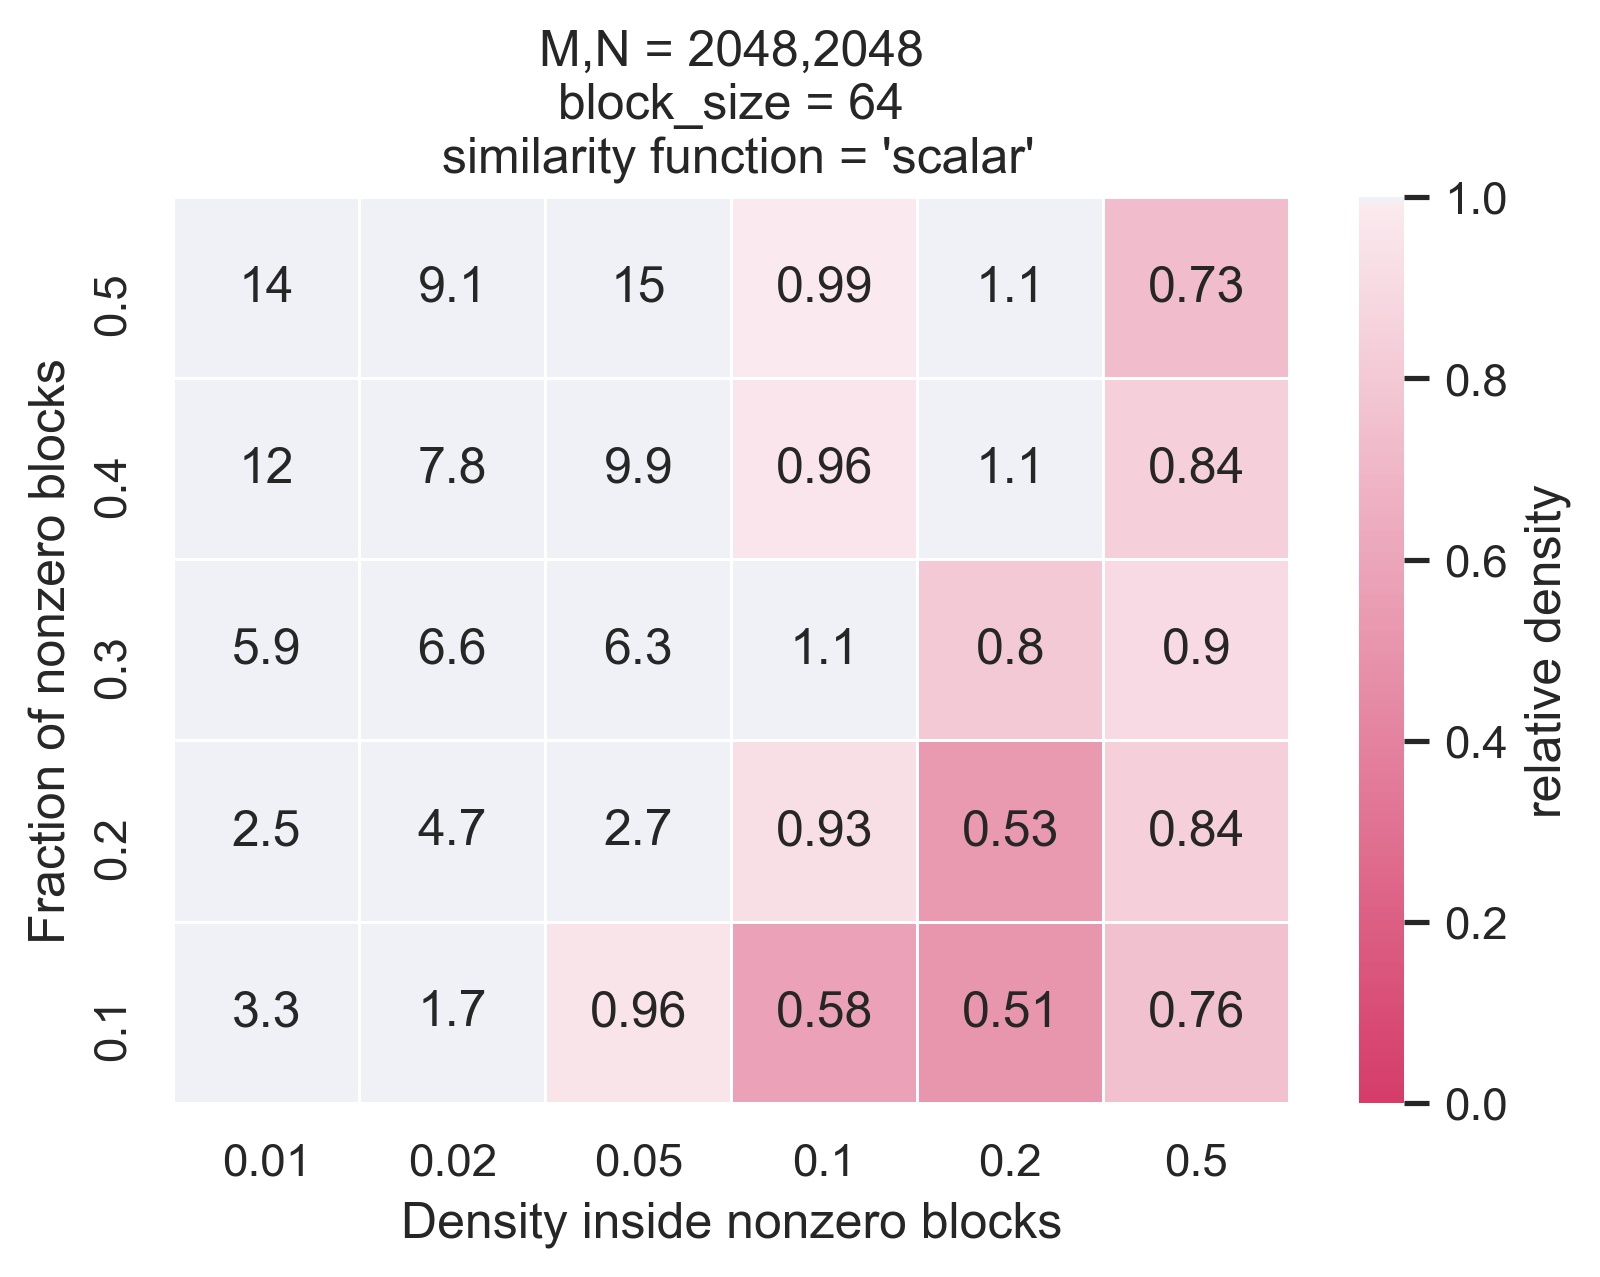 M,N = 2048,2048
block_size = 64
similarity function = 'scalar'
Fraction of nonzero blocks
0.5 14 9.1 15 0.99 1.1 0.73
0.4 12 7.8 9.9 0.96 1.1 0.84
0.3 5.9 6.6 6.3 1.1 0.8 0.9
0.2 2.5 4.7 2.7 0.93 0.53 0.84
0.1 3.3 1.7 0.96 0.58 0.51 0.76
0.01 0.02 0.05 0.1 0.2 0.5
Density inside nonzero blocks
1.0
0.8
0.6
0.4
0.2
0.0
relative density